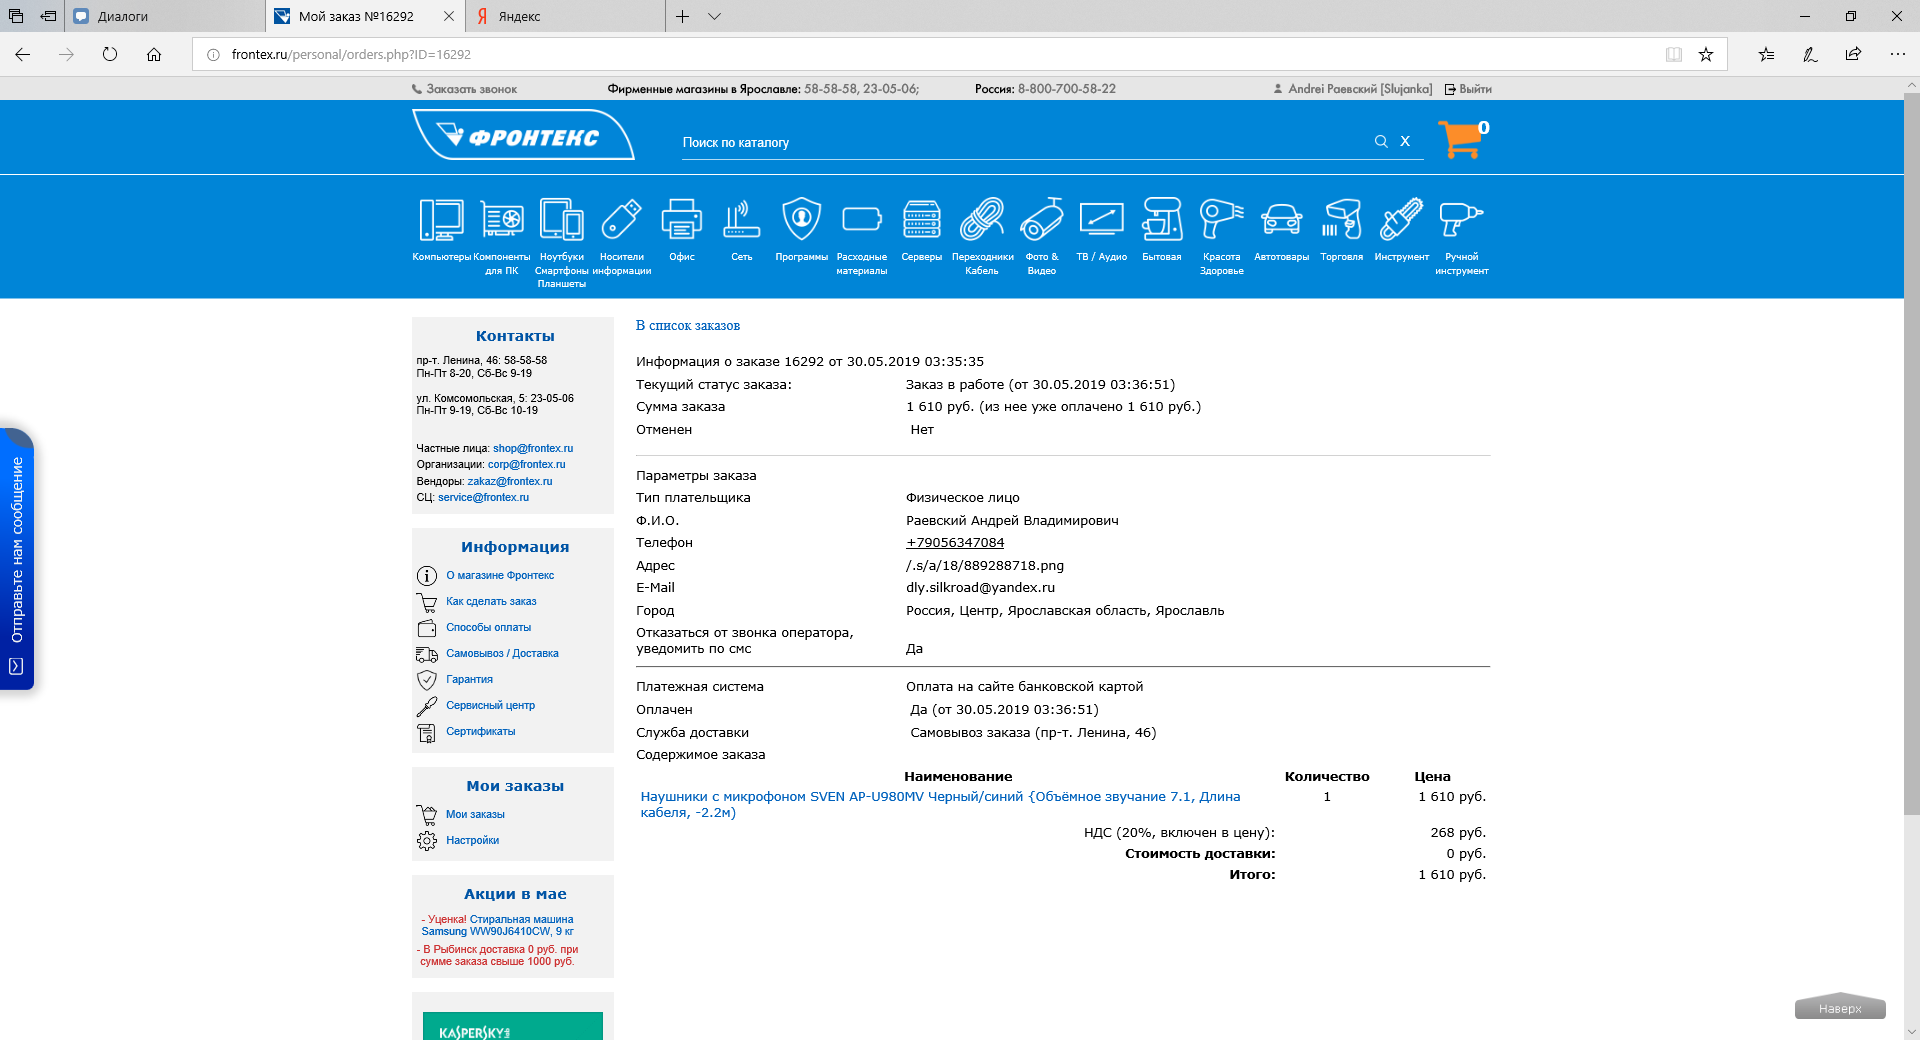 Диалоги
Мой заказ №16292
Яндекс
frontex.ru/personal/orders.php?ID=16292
Заказать звонок
Фирменные магазины в Ярославле: 58-58-58, 23-05-06;
Россия: 8-800-700-58-22
Andrei Раевский [Slujanka]
Выйти
ФРОНТЕКС
Поиск по каталогу
X
0
Компьютеры
Компоненты
для ПК
Ноутбуки
Смартфоны
Планшеты
Носители
информации
Офис
Сеть
Программы
Расходные
материалы
Серверы
Переходники
Кабель
Фото &
Видео
ТВ / Аудио
Бытовая
Красота
Здоровье
Автотовары
Торговля
Инструмент
Ручной
инструмент
Отправьте нам сообщение
Контакты
пр-т. Ленина, 46: 58-58-58
Пн-Пт 8-20, Сб-Вс 9-19
ул. Комсомольская, 5: 23-05-06
Пн-Пт 9-19, Сб-Вс 10-19
Частные лица: shop@frontex.ru
Организации: corp@frontex.ru
Вендоры: zakaz@frontex.ru
СЦ: service@frontex.ru
Информация
О магазине Фронтекс
Как сделать заказ
Способы оплаты
Самовывоз / Доставка
Гарантия
Сервисный центр
Сертификаты
Мои заказы
Мои заказы
Настройки
Акции в мае
- Уценка! Стиральная машина
Samsung WW90J6410CW, 9 кг
- В Рыбинск доставка 0 руб. при
сумме заказа свыше 1000 руб.
KASPERSKY lab
В список заказов
Информация о заказе 16292 от 30.05.2019 03:35:35
Текущий статус заказа: Заказ в работе (от 30.05.2019 03:36:51)
Сумма заказа 1 610 руб. (из нее уже оплачено 1 610 руб.)
Отменен Нет
Параметры заказа
Тип плательщика Физическое лицо
Ф.И.О. Раевский Андрей Владимирович
Телефон +79056347084
Адрес /.s/a/18/889288718.png
E-Mail dly.silkroad@yandex.ru
Город Россия, Центр, Ярославская область, Ярославль
Отказаться от звонка оператора,
уведомить по смс Да
Платежная система Оплата на сайте банковской картой
Оплачен Да (от 30.05.2019 03:36:51)
Служба доставки Самовывоз заказа (пр-т. Ленина, 46)
Содержимое заказа
Наименование Количество Цена
Наушники с микрофоном SVEN AP-U980MV Черный/синий {Объёмное звучание 7.1, Длина 1 1 610 руб.
кабеля, -2.2м)
НДС (20%, включен в цену): 268 руб.
Стоимость доставки: 0 руб.
Итого: 1 610 руб.
Наверх